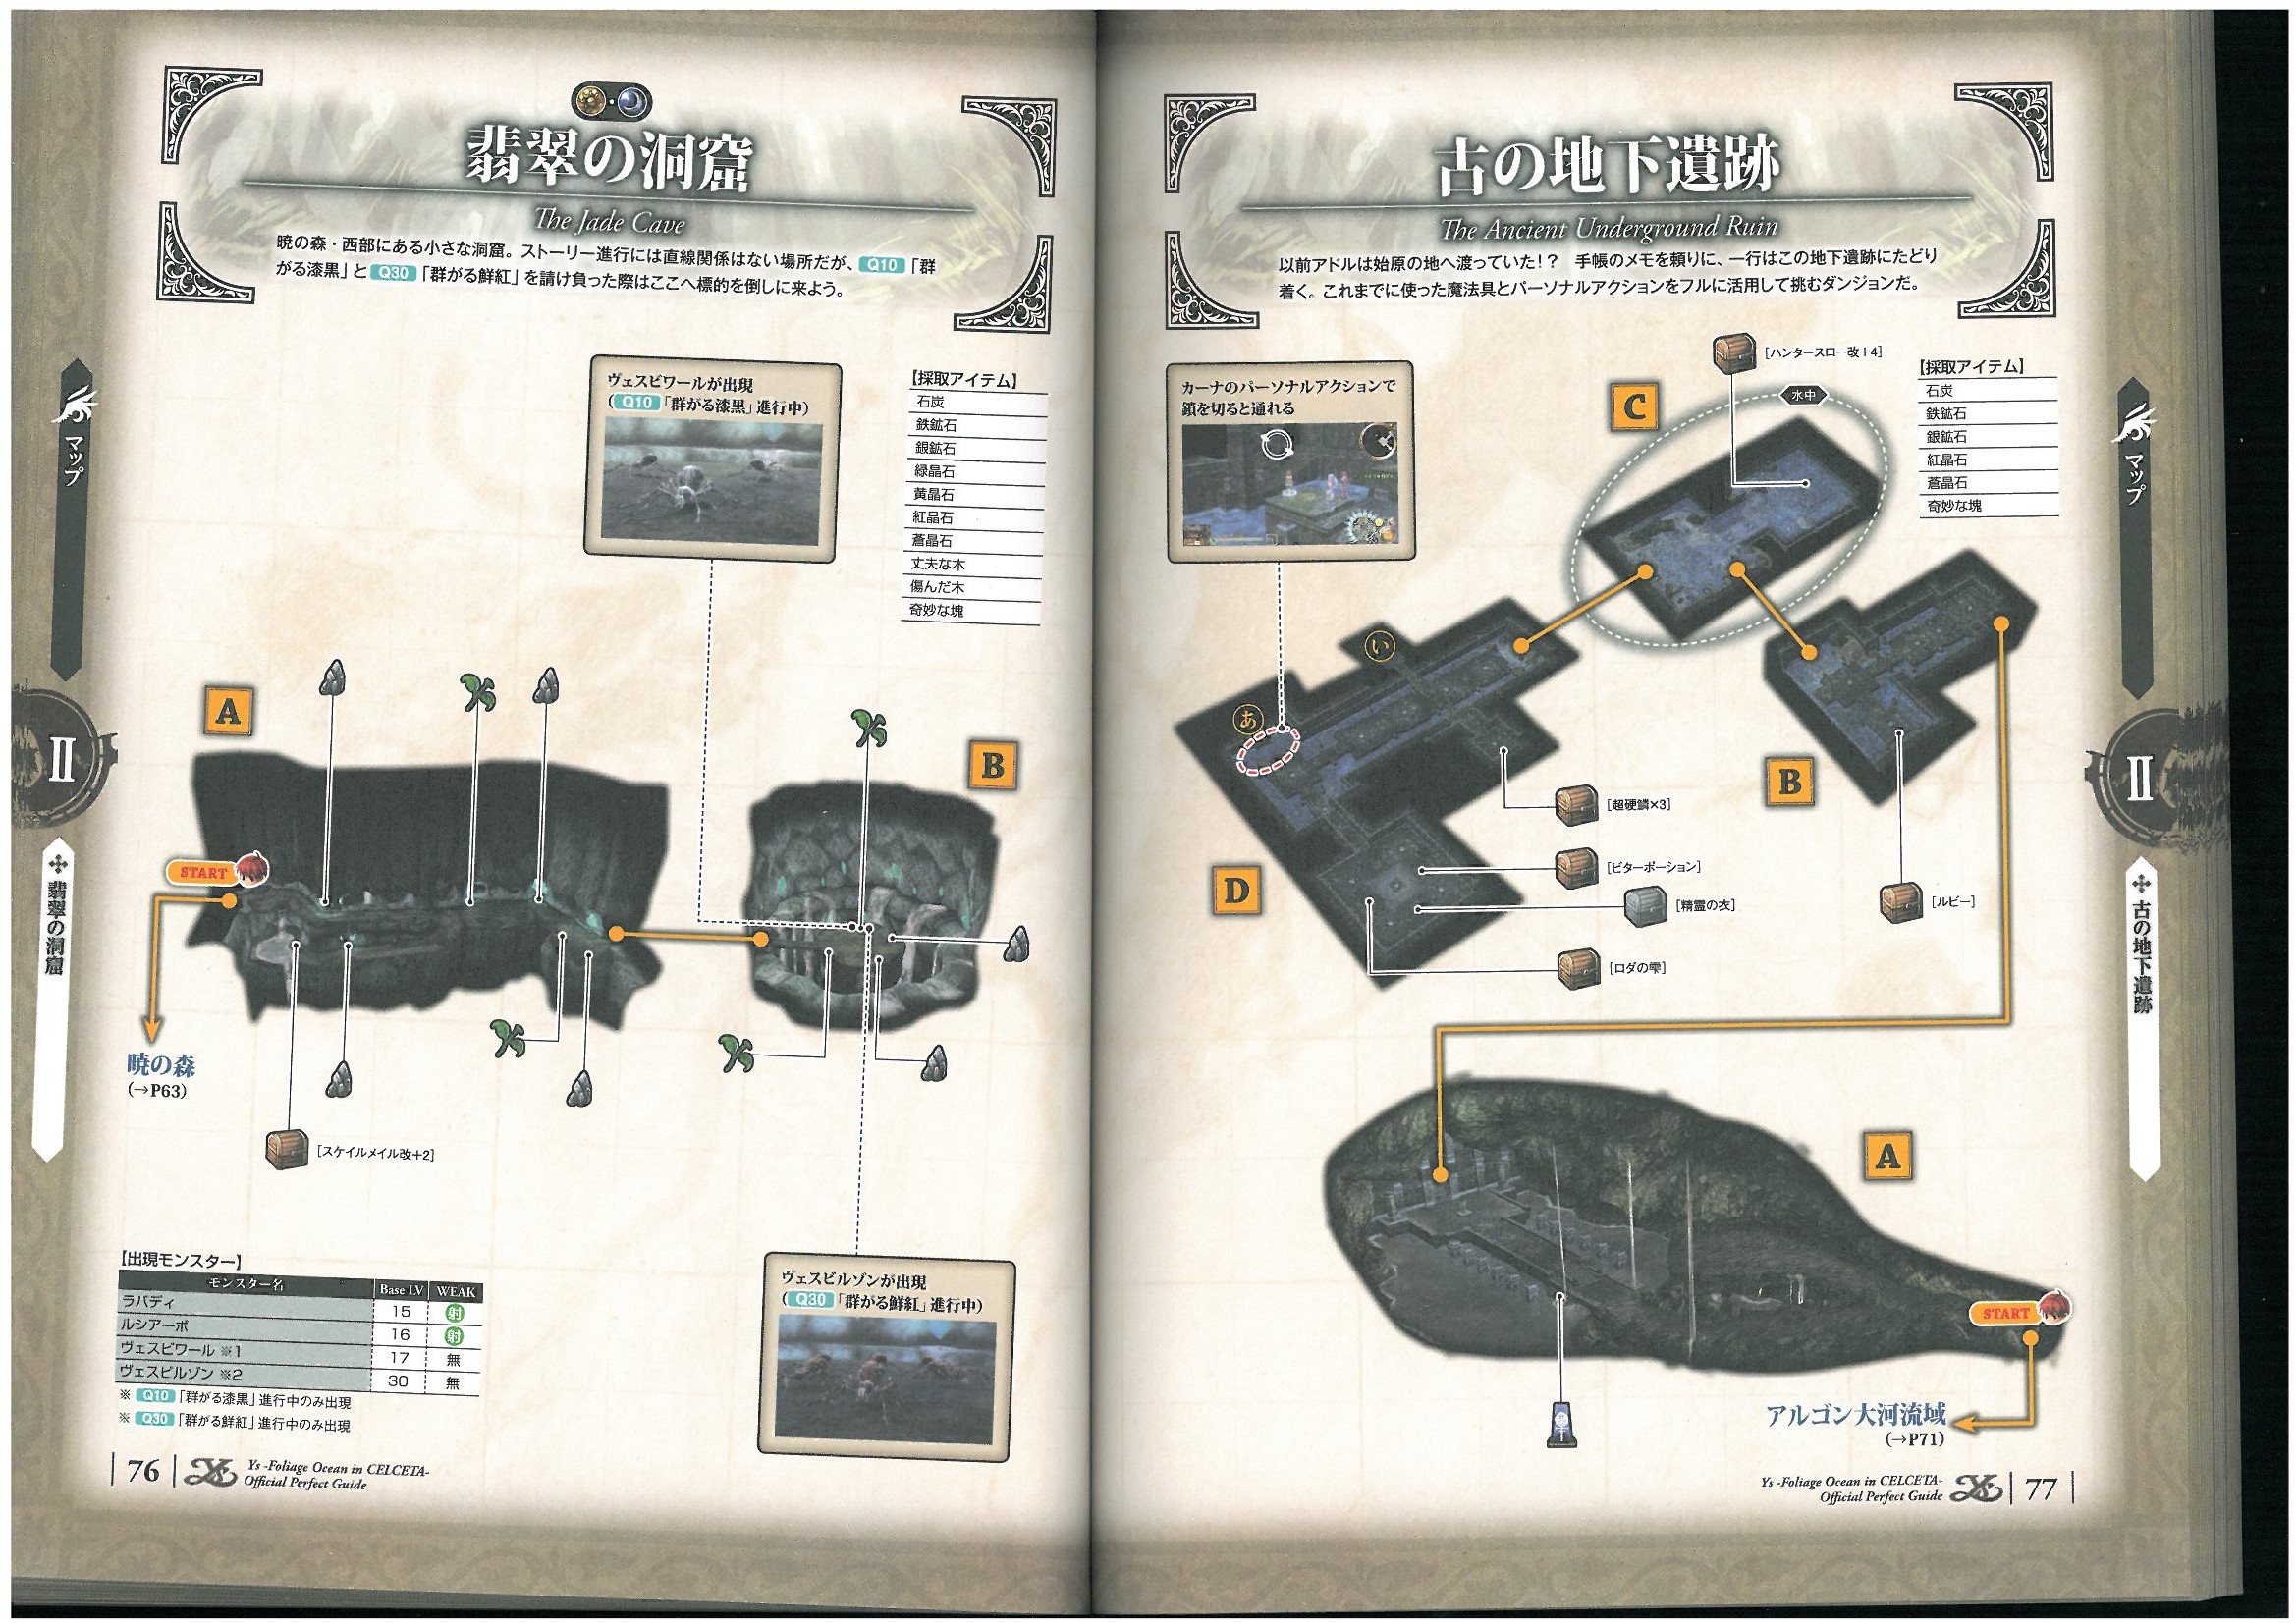 翡翠の洞窟
The Jade Cave
暁の森・西部にある小さな洞窟。ストーリー進行には直線関係はない場所だが、Q10「群
がる漆黒」とQ30「群がる鮮紅」を請け負った際はここへ標的を倒しに来よう。
ヴェスビワールが出現
(Q10「群がる漆黒」進行中)
【採取アイテム】
石炭
鉄鉱石
銀鉱石
緑晶石
黄晶石
紅晶石
蒼晶石
丈夫な木
傷んだ木
奇妙な塊
マップ
II
翡翠の洞窟
A
B
START
暁の森
(→P63)
[スケイルメイル改+2]
【出現モンスター】
モンスター名 Base LV WEAK
ラバディ 15 射
ルシアーポ 16 射
ヴェスビワール ※1 17 無
ヴェスビルゾン ※2 30 無
※ Q10「群がる漆黒」進行中のみ出現
※ Q30「群がる鮮紅」進行中のみ出現
ヴェスビルゾンが出現
(Q30「群がる鮮紅」進行中)
76 Ys Ys -Foliage Ocean in CELCETA-
Official Perfect Guide
古の地下遺跡
The Ancient Underground Ruin
以前アドルは始原の地へ渡っていた!? 手帳のメモを頼りに、一行はこの地下遺跡にたどり
着く。これまでに使った魔法具とパーソナルアクションをフルに活用して挑むダンジョンだ。
カーナのパーソナルアクションで
鎖を切ると通れる
[ハンタースロー改+4]
水中
C
【採取アイテム】
石炭
鉄鉱石
銀鉱石
紅晶石
蒼晶石
奇妙な塊
い
あ
B
D
[超硬鱗×3]
[ビターポーション]
[精霊の衣]
[ロダの雫]
[ルビー]
A
START
アルゴン大河流域
(→P71)
マップ
II
古の地下遺跡
Ys -Foliage Ocean in CELCETA-
Official Perfect Guide Ys 77